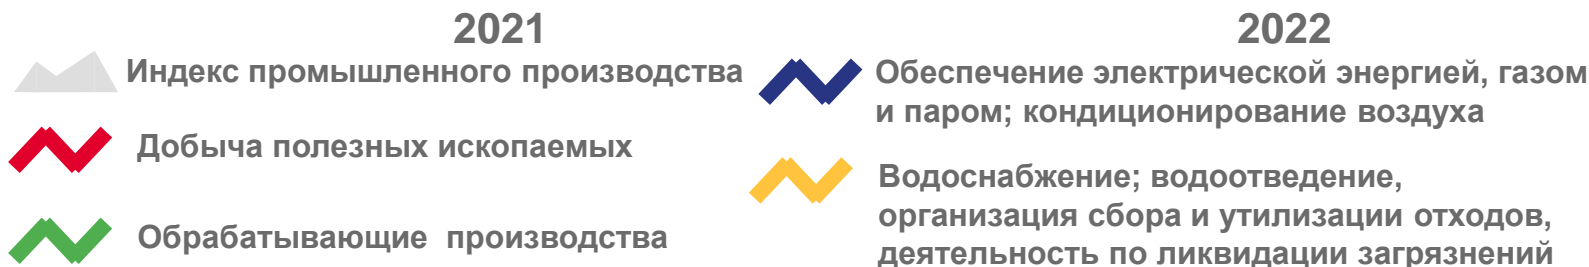 2021
2022
Индекс промышленного производства
Добыча полезных ископаемых
Обрабатывающие производства
Обеспечение электрической энергией, газом
и паром; кондиционирование воздуха
Водоснабжение; водоотведение,
организация сбора и утилизации отходов,
деятельность по ликвидации загрязнений